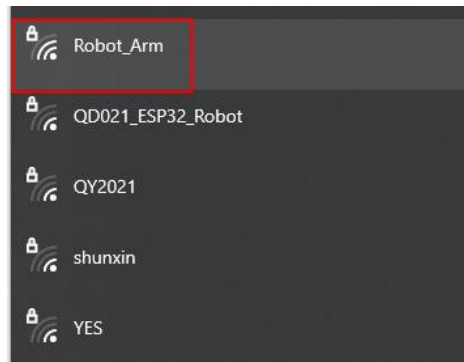 Robot_Arm
QD021_ESP32_Robot
QY2021
shunxin
YES